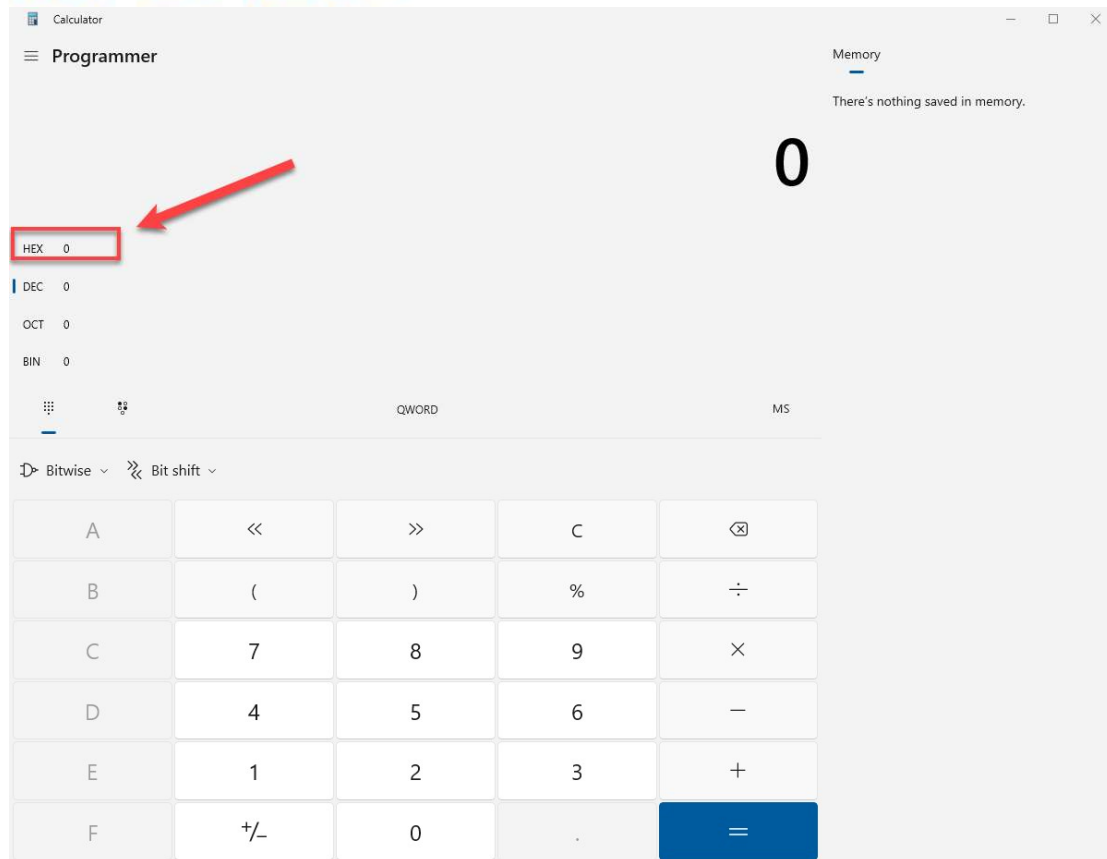 Calculator
Programmer
Memory
There's nothing saved in memory.
0
HEX 0
DEC 0
OCT 0
BIN 0
QWORD MS
Bitwise Bit shift
A « » C
B ( ) % ÷
C 7 8 9 ×
D 4 5 6 −
E 1 2 3 +
F +/− 0 . =